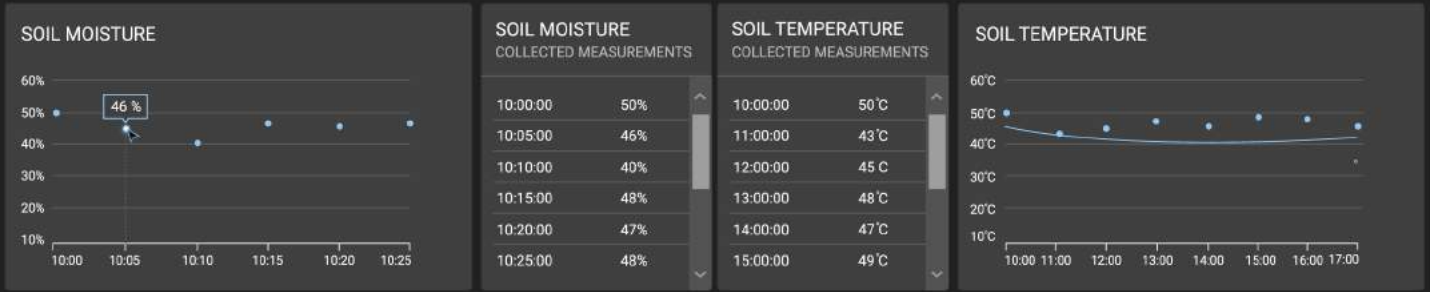 SOIL MOISTURE
60%
50%
40%
30%
20%
10%
46 %
10:00 10:05 10:10 10:15 10:20 10:25
SOIL MOISTURE
COLLECTED MEASUREMENTS
10:00:00 50%
10:05:00 46%
10:10:00 40%
10:15:00 48%
10:20:00 47%
10:25:00 48%
SOIL TEMPERATURE
COLLECTED MEASUREMENTS
10:00:00 50°C
11:00:00 43°C
12:00:00 45 C
13:00:00 48°C
14:00:00 47°C
15:00:00 49°C
SOIL TEMPERATURE
60°C
50°C
40°C
30°C
20°C
10°C
10:00 11:00 12:00 13:00 14:00 15:00 16:00 17:00